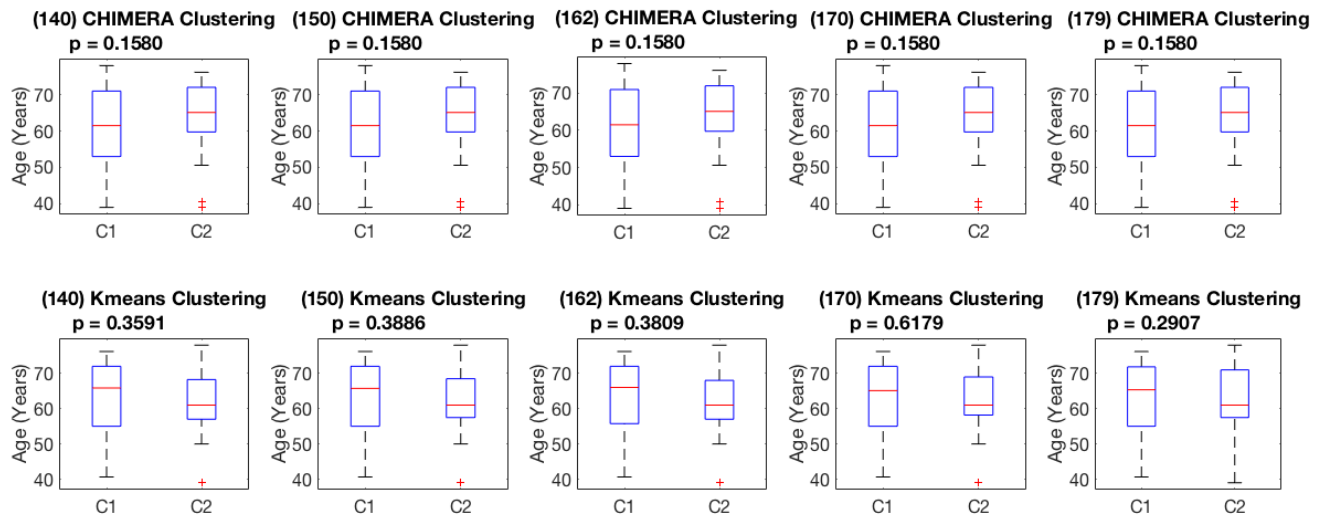 (140) CHIMERA Clustering
p = 0.1580
Age (Years)
70
60
50
40
C1 C2
(150) CHIMERA Clustering
p = 0.1580
Age (Years)
70
60
50
40
C1 C2
(162) CHIMERA Clustering
p = 0.1580
Age (Years)
70
60
50
40
C1 C2
(170) CHIMERA Clustering
p = 0.1580
Age (Years)
70
60
50
40
C1 C2
(179) CHIMERA Clustering
p = 0.1580
Age (Years)
70
60
50
40
C1 C2
(140) Kmeans Clustering
p = 0.3591
Age (Years)
70
60
50
40
C1 C2
(150) Kmeans Clustering
p = 0.3886
Age (Years)
70
60
50
40
C1 C2
(162) Kmeans Clustering
p = 0.3809
Age (Years)
70
60
50
40
C1 C2
(170) Kmeans Clustering
p = 0.6179
Age (Years)
70
60
50
40
C1 C2
(179) Kmeans Clustering
p = 0.2907
Age (Years)
70
60
50
40
C1 C2